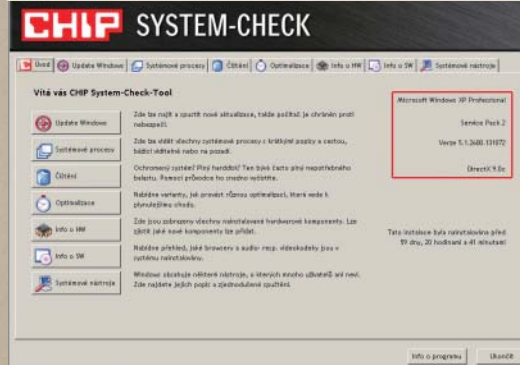 CHIP SYSTEM-CHECK
Úvod Update Windows Systémové procesy Čištění Optimalizace Info o HW Info o SW Systémové nástroje
Vítá vás CHIP System-Check-Tool
Update Windows
Zde lze najít a spustit nové aktualizace, takže počítač je chráněn proti
nebezpečí.
Systémové procesy
Zde lze vidět všechny systémové procesy s krátkými popisy a cestou,
běžící viditelně nebo na pozadí.
Čištění
Ochromený systém? Plný harddisk? Ten bývá často plný nepotřebného
balastu. Pomocí průvodce ho snadno vyčistíte.
Optimalizace
Nabídne varianty, jak provést různou optimalizaci, která vede k
plynulejšímu chodu.
Info o HW
Zde jsou zobrazeny všechny nainstalované hardwarové komponenty. Lze
zjistit jaké nové komponenty lze přidat.
Info o SW
Nabídne přehled, jaké browsery a audio- resp. videokodeky jsou v
systému nainstalovány.
Systémové nástroje
Windows obsahuje některé nástroje, o kterých mnoho uživatelů ani neví.
Zde najdete jejich popis a zjednodušené spuštění.
Microsoft Windows XP Professional
Service Pack 2
Verze 5.1.2600.131072
DirectX 9.0c
Tato instalace byla nainstalována před
59 dny, 20 hodinami a 41 minutami
Info o programu Ukončit